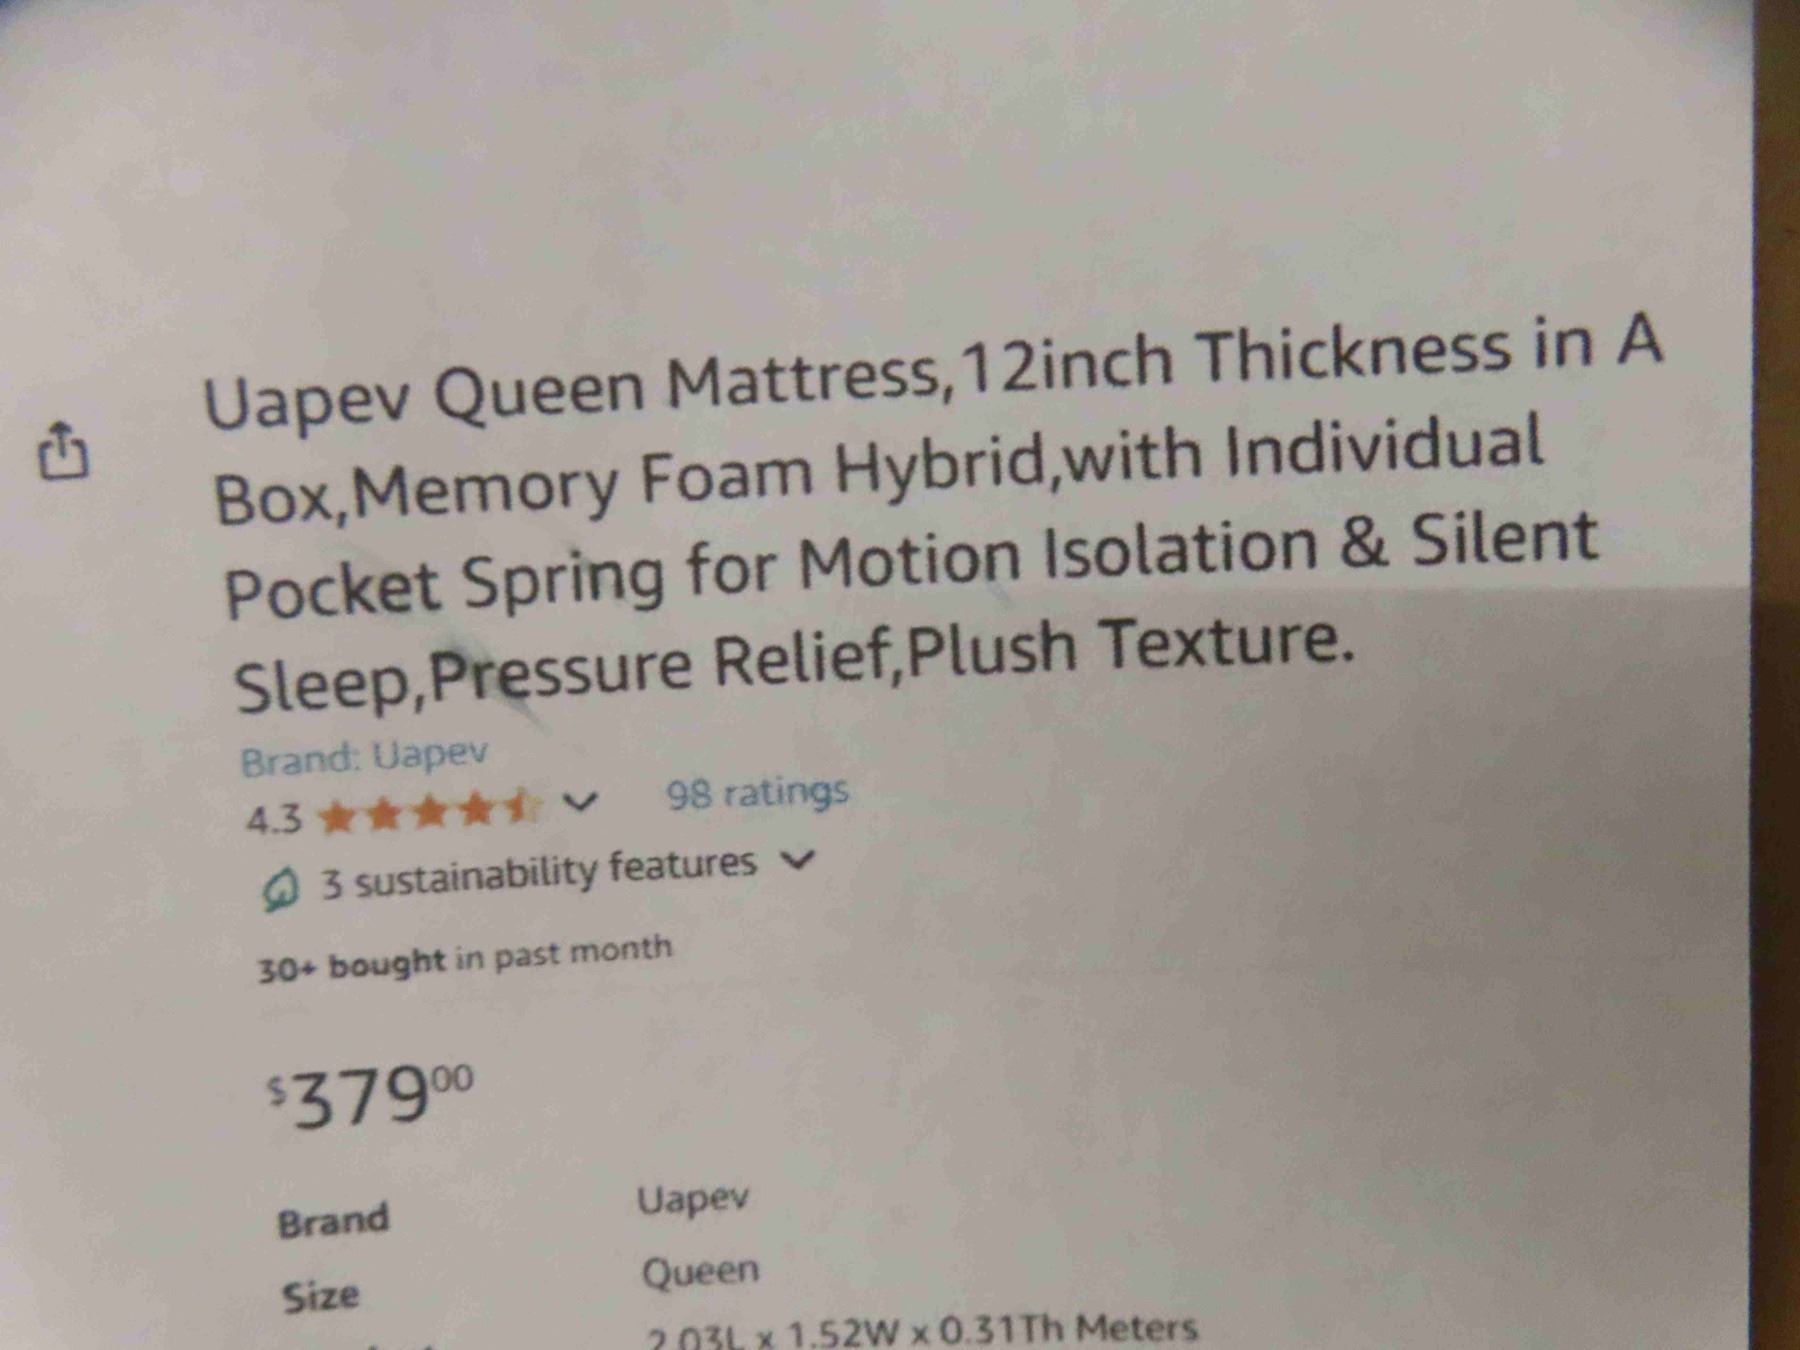 Uapev Queen Mattress,12inch Thickness in A
Box,Memory Foam Hybrid,with Individual
Pocket Spring for Motion Isolation & Silent
Sleep,Pressure Relief,Plush Texture.
Brand: Uapev
4.3 98 ratings
3 sustainability features
30+ bought in past month
$37900
Brand Uapev
Size Queen
2.03L x 1.52W x 0.31Th Meters